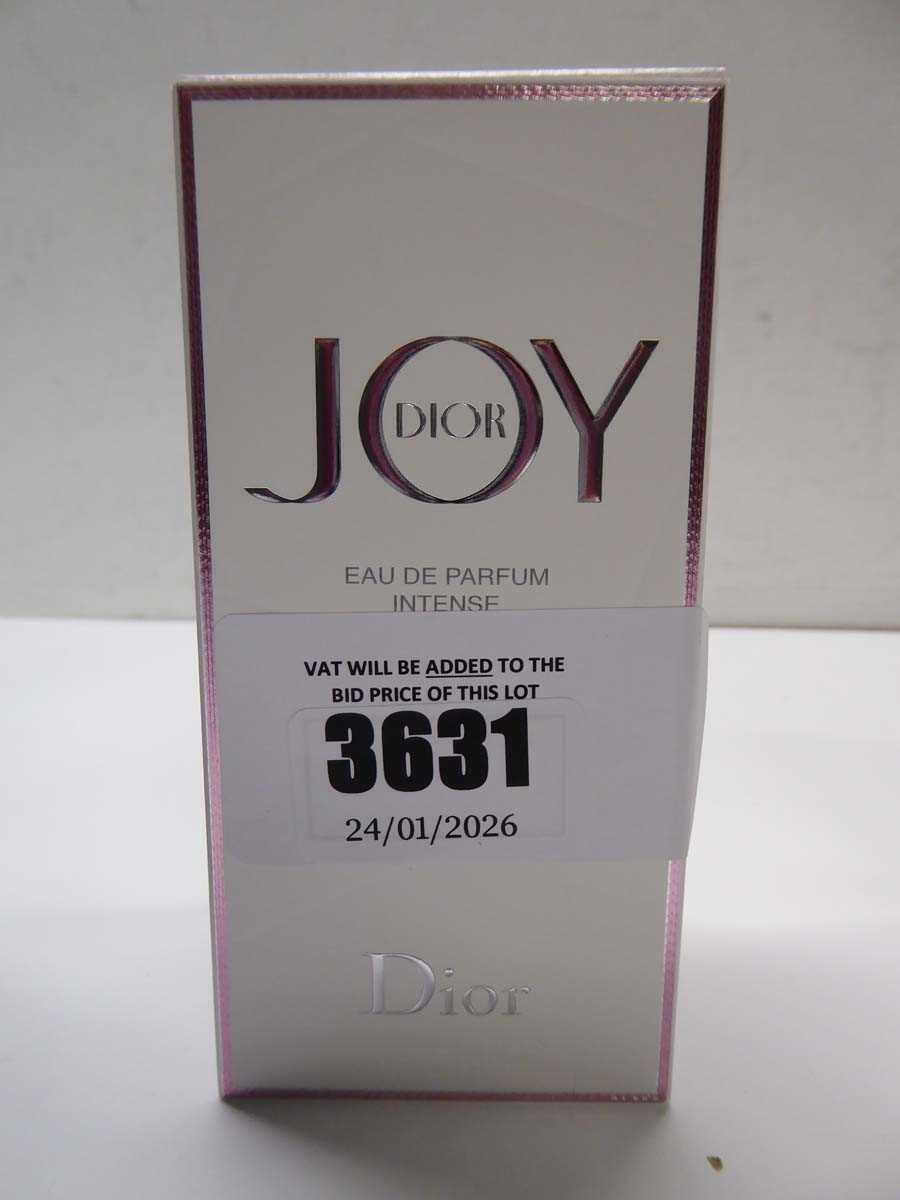 JOY
DIOR
EAU DE PARFUM
INTENSE
VAT WILL BE ADDED TO THE
BID PRICE OF THIS LOT
3631
24/01/2026
Dior